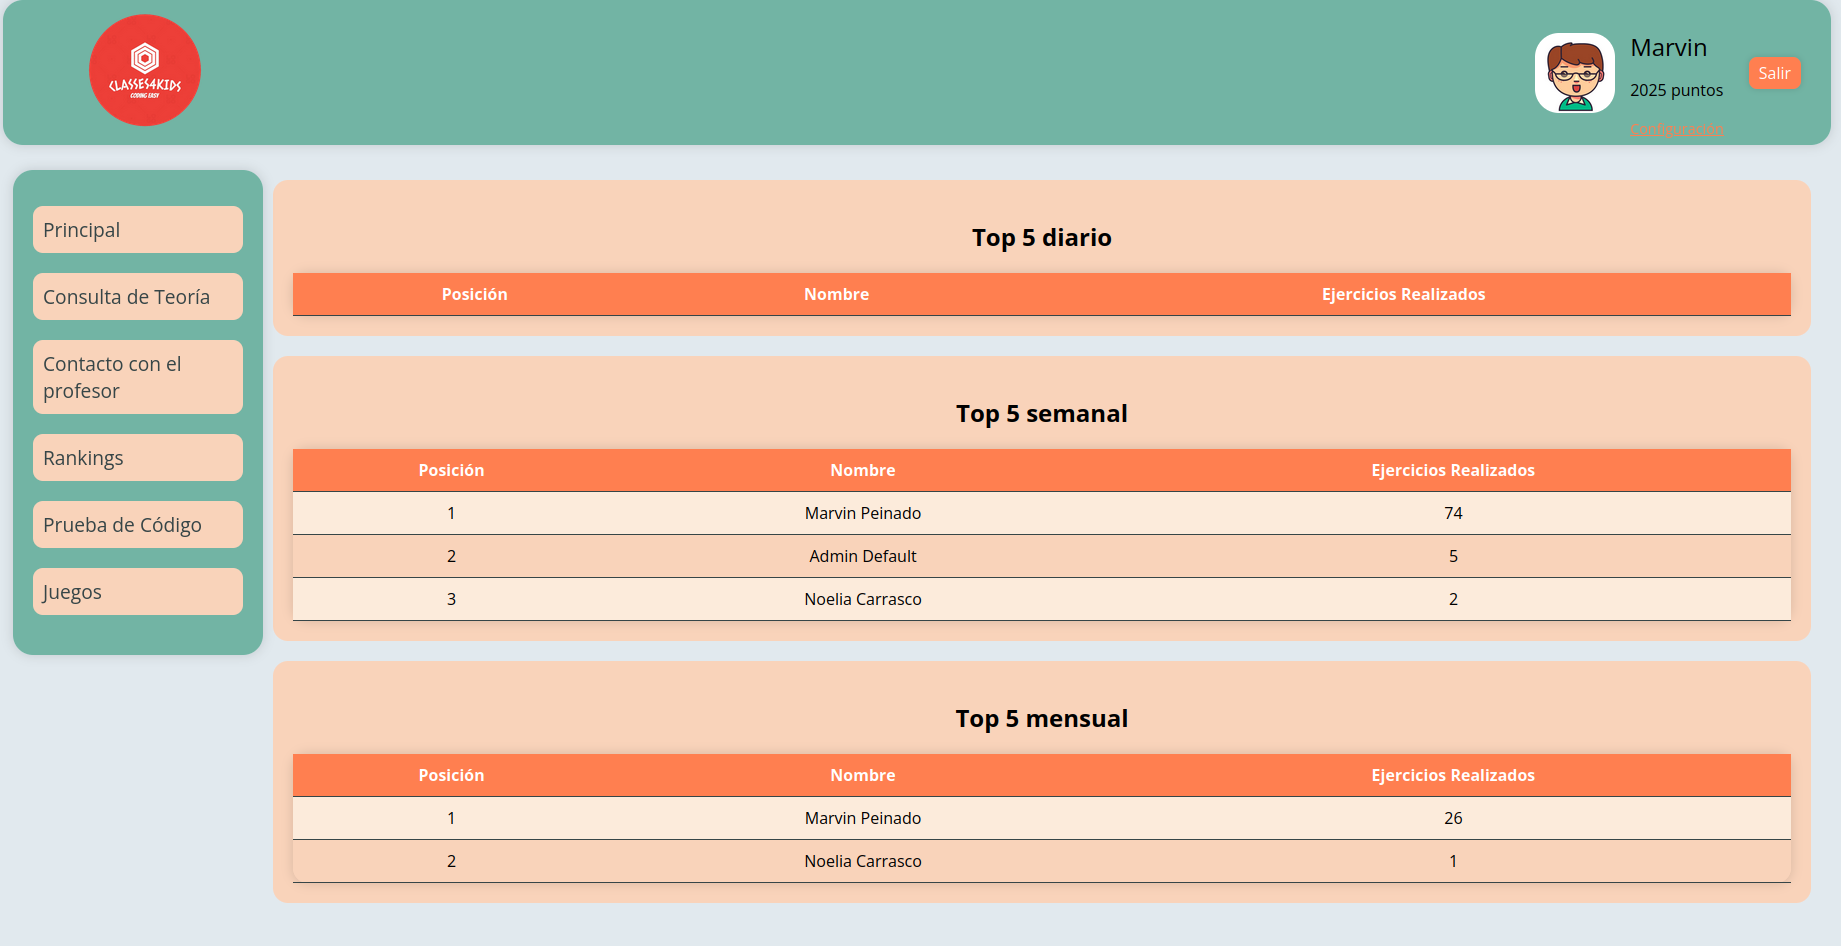 CLASSES4KIDS
CODING EASY
Marvin
2025 puntos
Configuración
Salir
Principal
Consulta de Teoría
Contacto con el
profesor
Rankings
Prueba de Código
Juegos
Top 5 diario
Posición Nombre Ejercicios Realizados
Top 5 semanal
Posición Nombre Ejercicios Realizados
1 Marvin Peinado 74
2 Admin Default 5
3 Noelia Carrasco 2
Top 5 mensual
Posición Nombre Ejercicios Realizados
1 Marvin Peinado 26
2 Noelia Carrasco 1